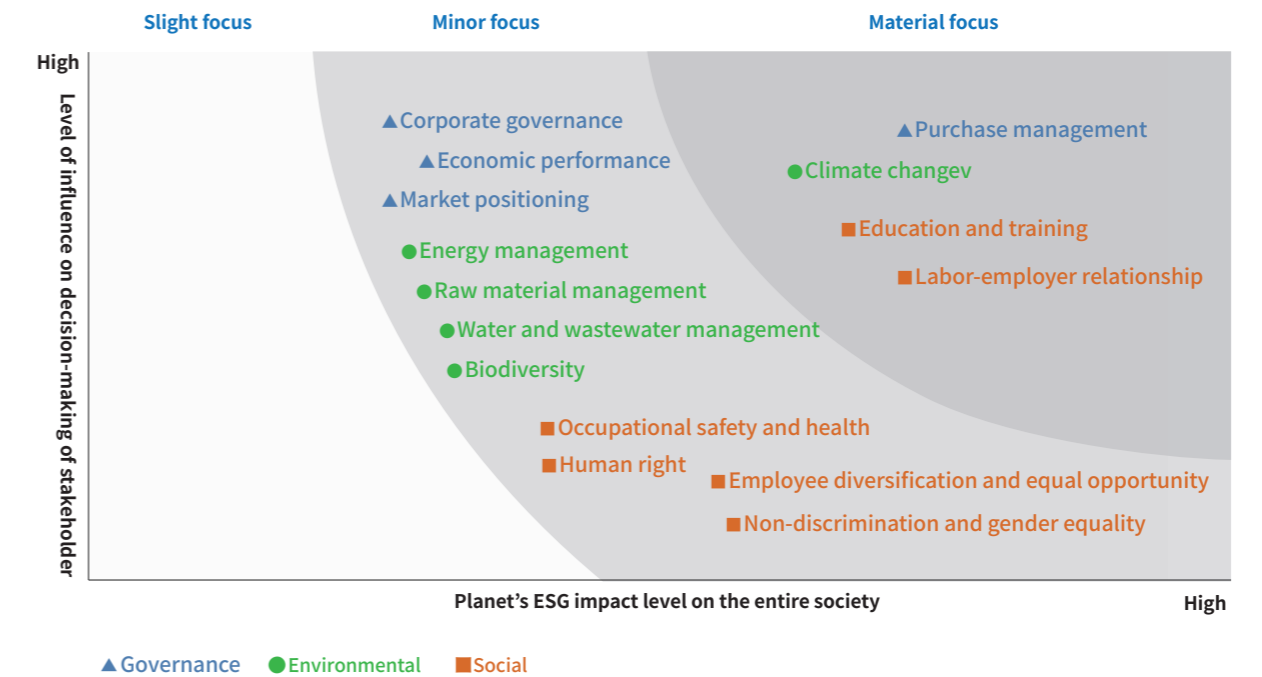 Slight focus
Minor focus
Material focus
High
Level of influence on decision-making of stakeholder
Corporate governance
Purchase management
Economic performance
Climate changev
Market positioning
Education and training
Energy management
Labor-employer relationship
Raw material management
Water and wastewater management
Biodiversity
Occupational safety and health
Human right
Employee diversification and equal opportunity
Non-discrimination and gender equality
Planet’s ESG impact level on the entire society
High
Governance
Environmental
Social